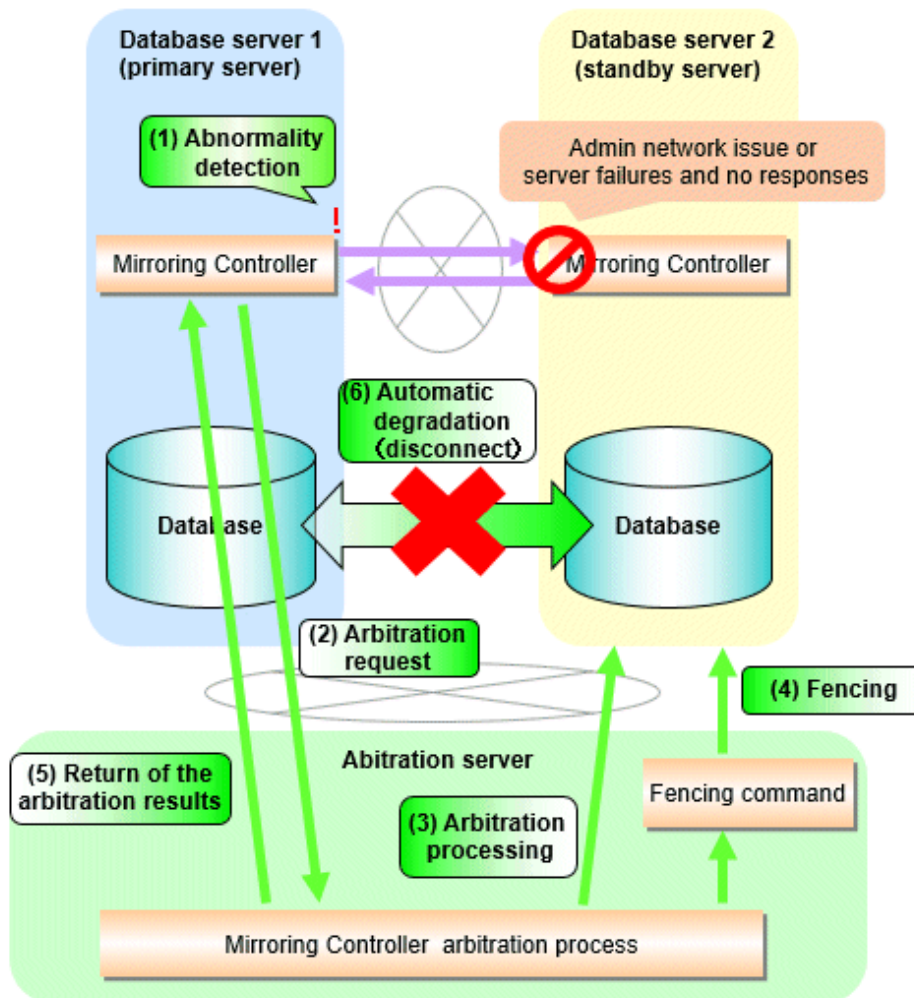 Database server 1
(primary server)
Database server 2
(standby server)
(1) Abnormality
detection
Admin network issue or
server failures and no responses
!
Mirroring Controller
Mirroring Controller
(6) Automatic
degradation
(disconnect)
Database
Database
(2) Arbitration
request
(4) Fencing
Abitration server
(5) Return of the
arbitration results
Fencing command
(3) Arbitration
processing
Mirroring Controller arbitration process